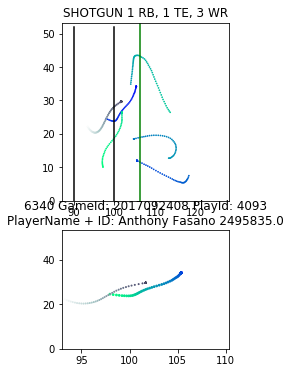 SHOTGUN 1 RB, 1 TE, 3 WR
50
40
30
20
10
0
90 100 110 120
6340 GameId: 2017092408 PlayId: 4093
PlayerName + ID: Anthony Fasano 2495835.0
40
20
0
95 100 105 110